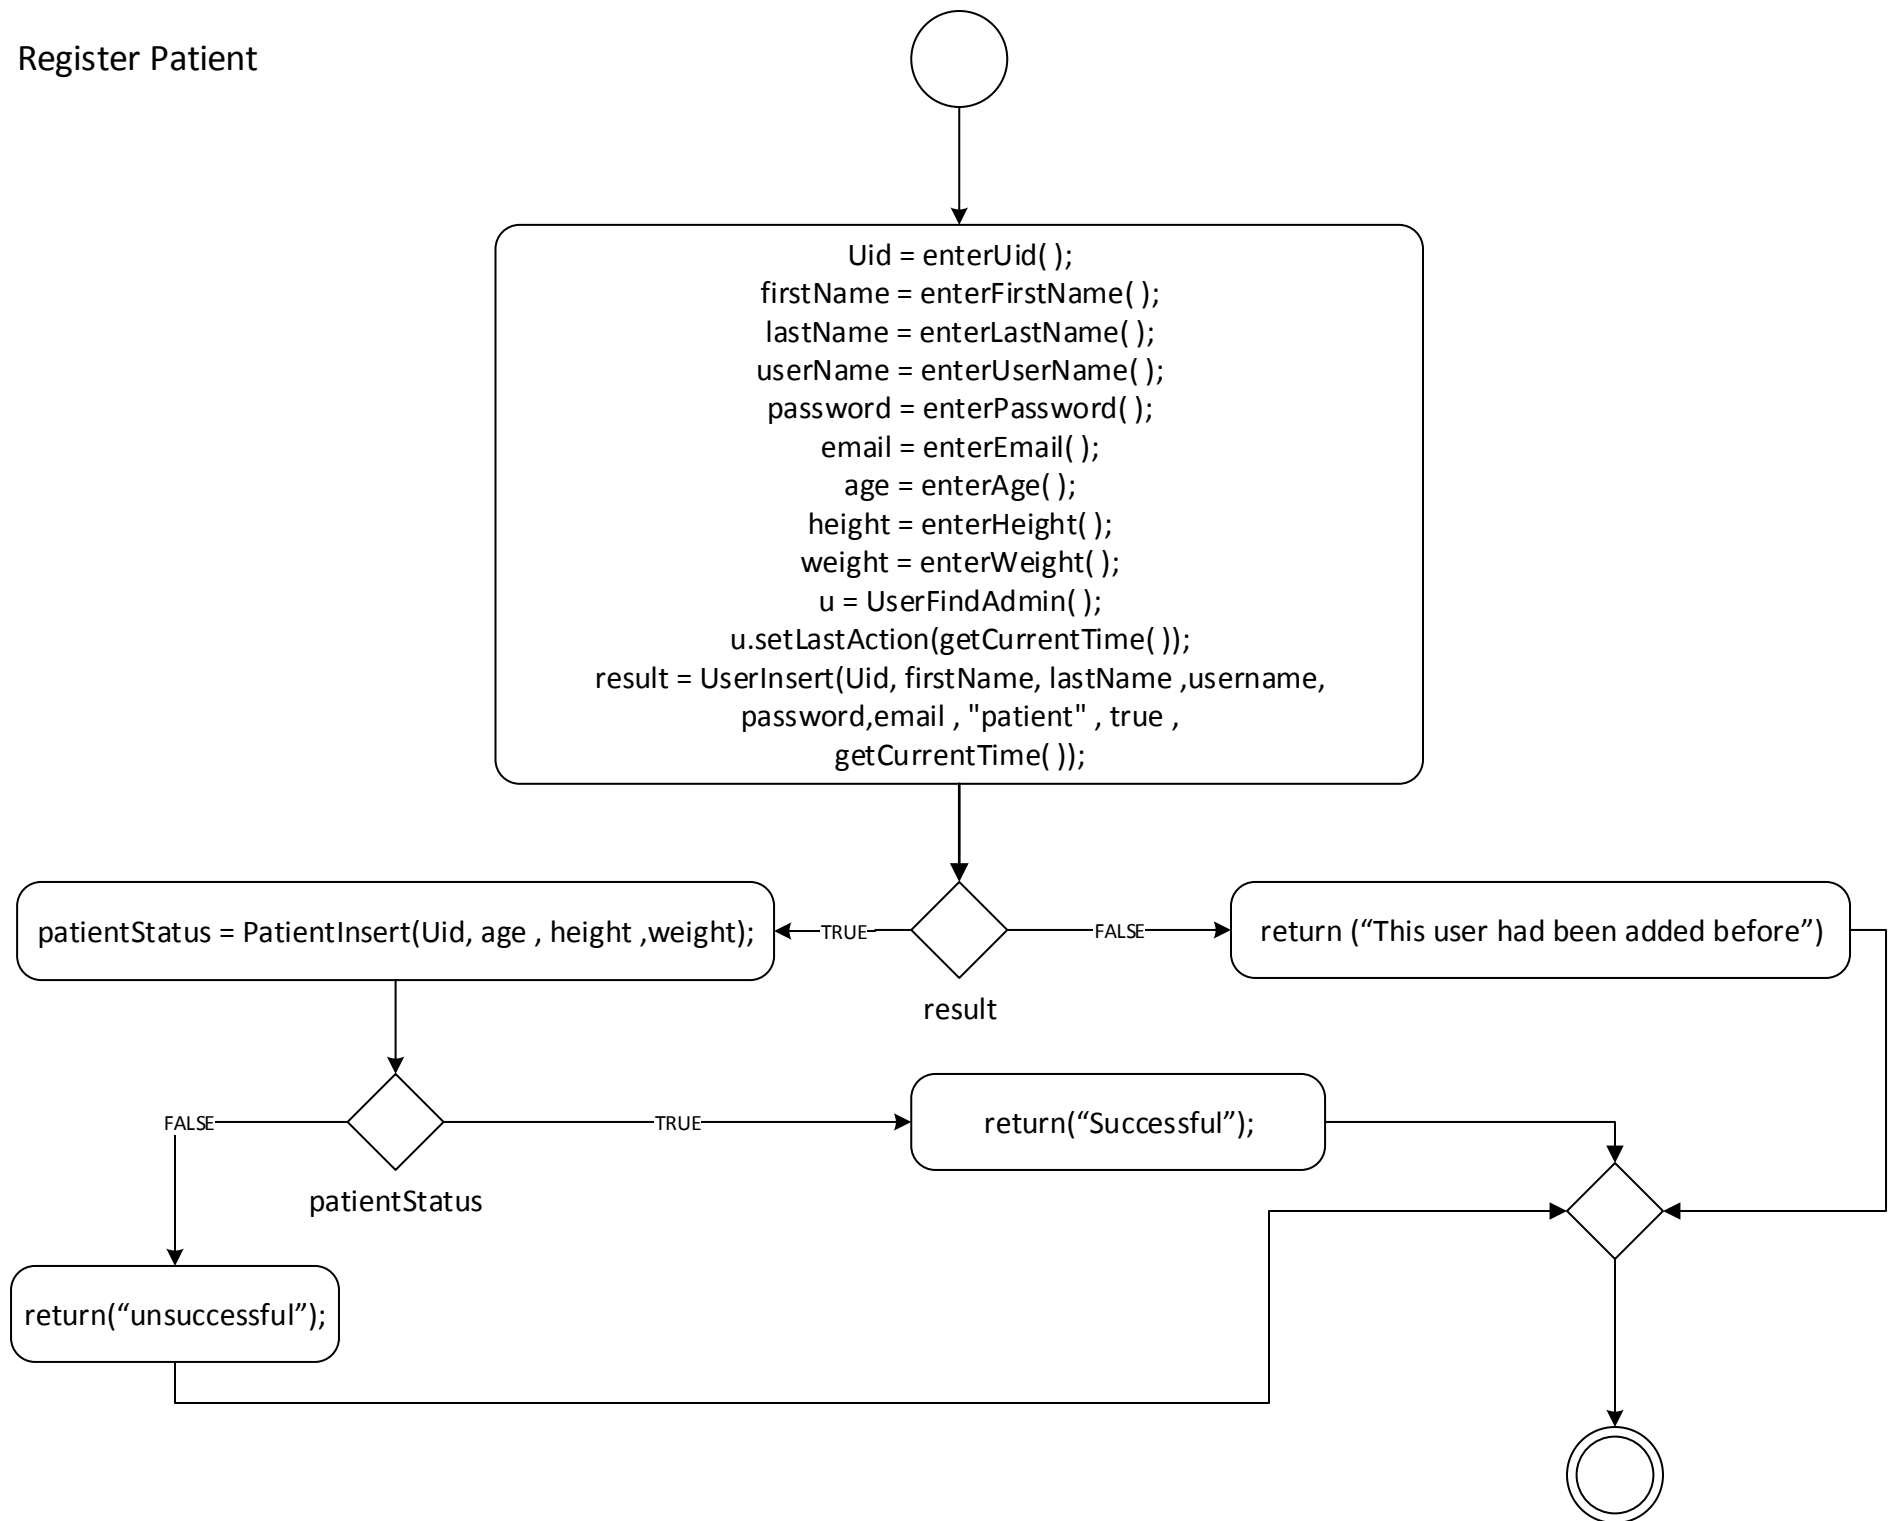 Register Patient
Uid = enterUid( );
firstName = enterFirstName( );
lastName = enterLastName( );
userName = enterUserName( );
password = enterPassword( );
email = enterEmail( );
age = enterAge( );
height = enterHeight( );
weight = enterWeight( );
u = UserFindAdmin( );
u.setLastAction(getCurrentTime( ));
result = UserInsert(Uid, firstName, lastName ,username,
password,email , "patient" , true ,
getCurrentTime( ));
patientStatus = PatientInsert(Uid, age , height ,weight);
TRUE
FALSE
return (“This user had been added before”)
result
FALSE
TRUE
return(“Successful”);
patientStatus
return(“unsuccessful”);